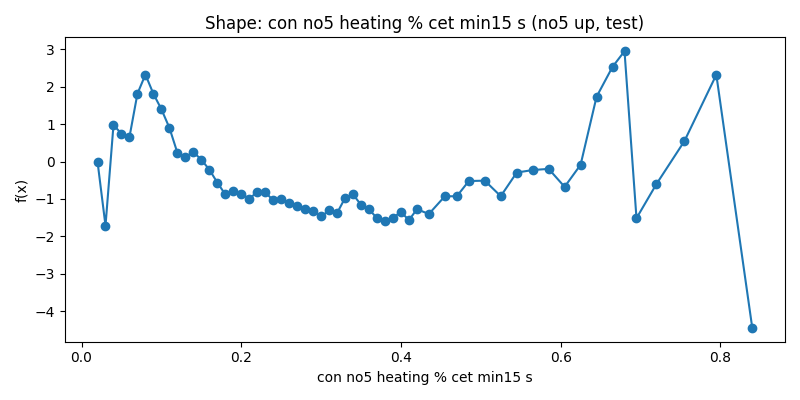 Shape: con no5 heating % cet min15 s (no5 up, test)
3
2
1
0
−1
−2
−3
−4
f(x)
0.0 0.2 0.4 0.6 0.8
con no5 heating % cet min15 s